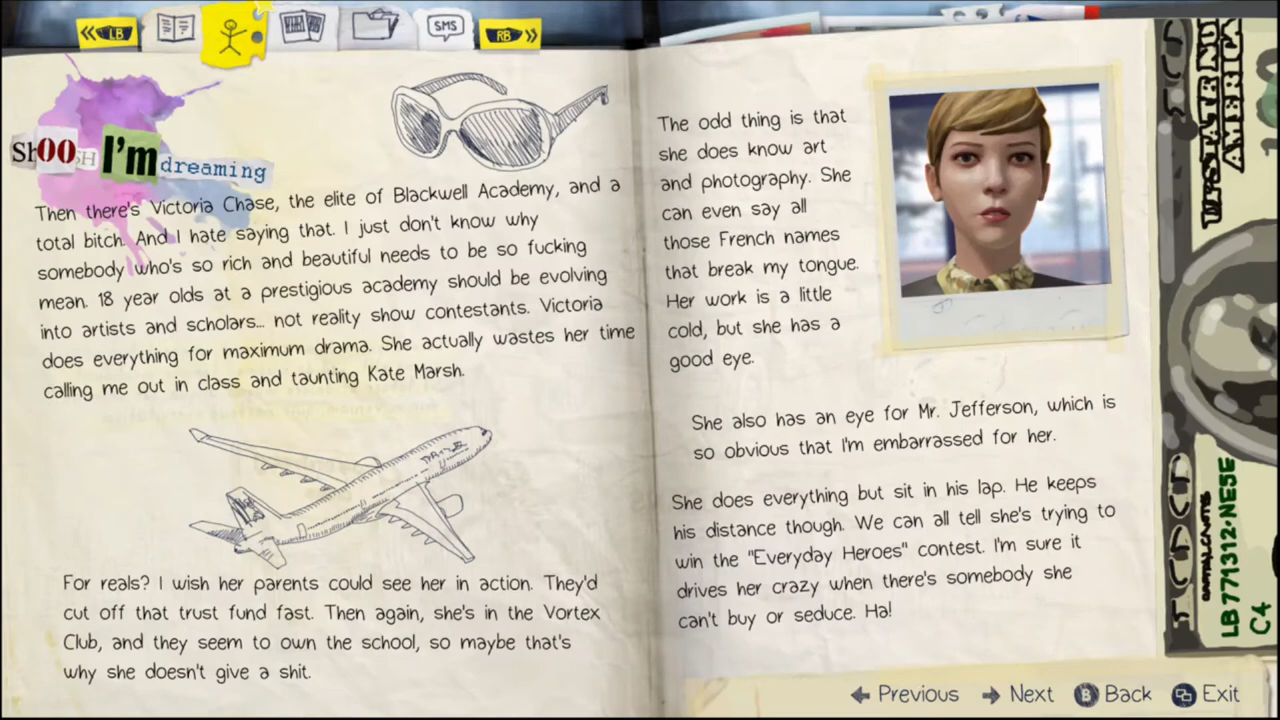 LB
SMS
RB
ShOOSH I'm dreaming
Then there's Victoria Chase, the elite of Blackwell Academy, and a
total bitch. And I hate saying that. I just don't know why
somebody who's so rich and beautiful needs to be so fucking
mean. 18 year olds at a prestigious academy should be evolving
into artists and scholars... not reality show contestants. Victoria
does everything for maximum drama. She actually wastes her time
calling me out in class and taunting Kate Marsh.
For reals? I wish her parents could see her in action. They'd
cut off that trust fund fast. Then again, she's in the Vortex
Club, and they seem to own the school, so maybe that's
why she doesn't give a shit.
The odd thing is that
she does know art
and photography. She
can even say all
those French names
that break my tongue.
Her work is a little
cold, but she has a
good eye.
She also has an eye for Mr. Jefferson, which is
so obvious that I'm embarrassed for her.
She does everything but sit in his lap. He keeps
his distance though. We can all tell she's trying to
win the "Everyday Heroes" contest. I'm sure it
drives her crazy when there's somebody she
can't buy or seduce. Ha!
AMERICA
LB771312-NE5E
C4
Previous
Next
B Back
Exit